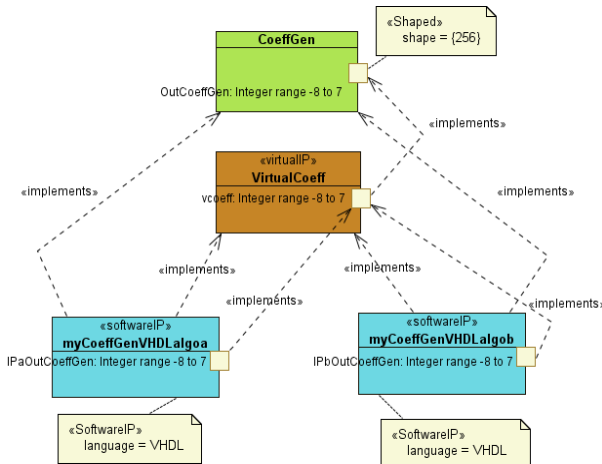 «Shaped»
shape = {256}
CoeffGen
OutCoeffGen: Integer range -8 to 7
«implements»
«implements»
«implements»
«virtualIP»
VirtualCoeff
vcoeff: Integer range -8 to 7
«implements»
«implements»
«implements»
«implements»
«softwareIP»
myCoeffGenVHDLalgoa
IPaOutCoeffGen: Integer range -8 to 7
«softwareIP»
myCoeffGenVHDLalgob
IPbOutCoeffGen: Integer range -8 to 7
«SoftwareIP»
language = VHDL
«SoftwareIP»
language = VHDL